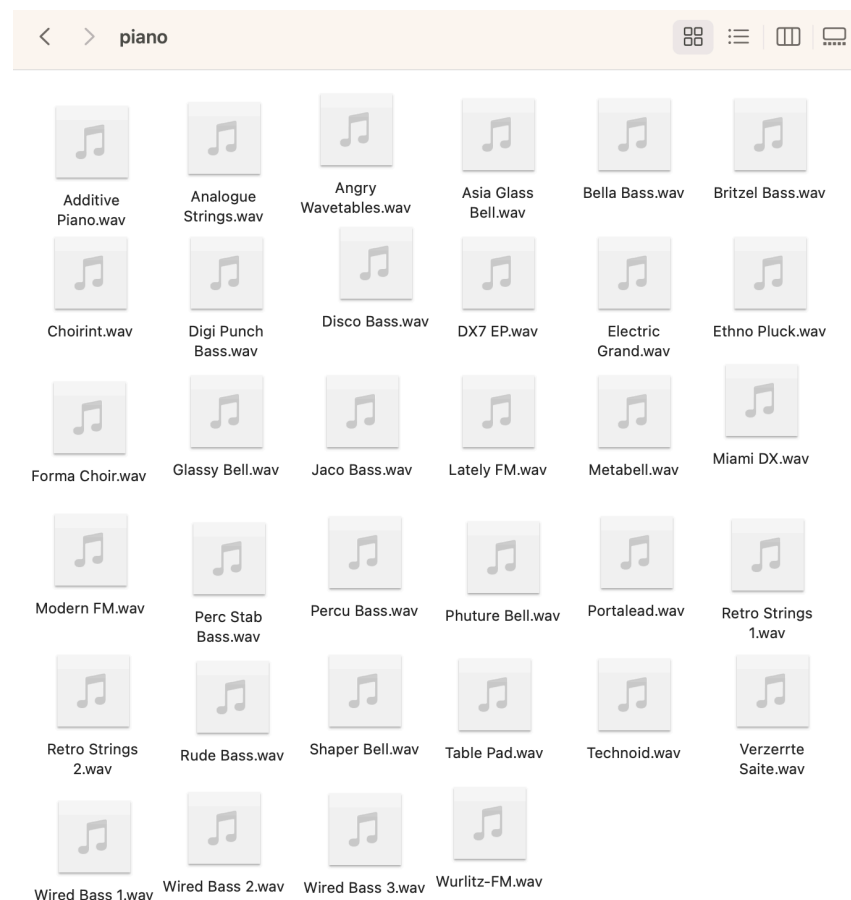 piano
Additive
Piano.wav
Analogue
Strings.wav
Angry
Wavetables.wav
Asia Glass
Bell.wav
Bella Bass.wav
Britzel Bass.wav
Choirint.wav
Digi Punch
Bass.wav
Disco Bass.wav
DX7 EP.wav
Electric
Grand.wav
Ethno Pluck.wav
Forma Choir.wav
Glassy Bell.wav
Jaco Bass.wav
Lately FM.wav
Metabell.wav
Miami DX.wav
Modern FM.wav
Perc Stab
Bass.wav
Percu Bass.wav
Phuture Bell.wav
Portalead.wav
Retro Strings
1.wav
Retro Strings
2.wav
Rude Bass.wav
Shaper Bell.wav
Table Pad.wav
Technoid.wav
Verzerrte
Saite.wav
Wired Bass 1.wav
Wired Bass 2.wav
Wired Bass 3.wav
Wurlitz-FM.wav